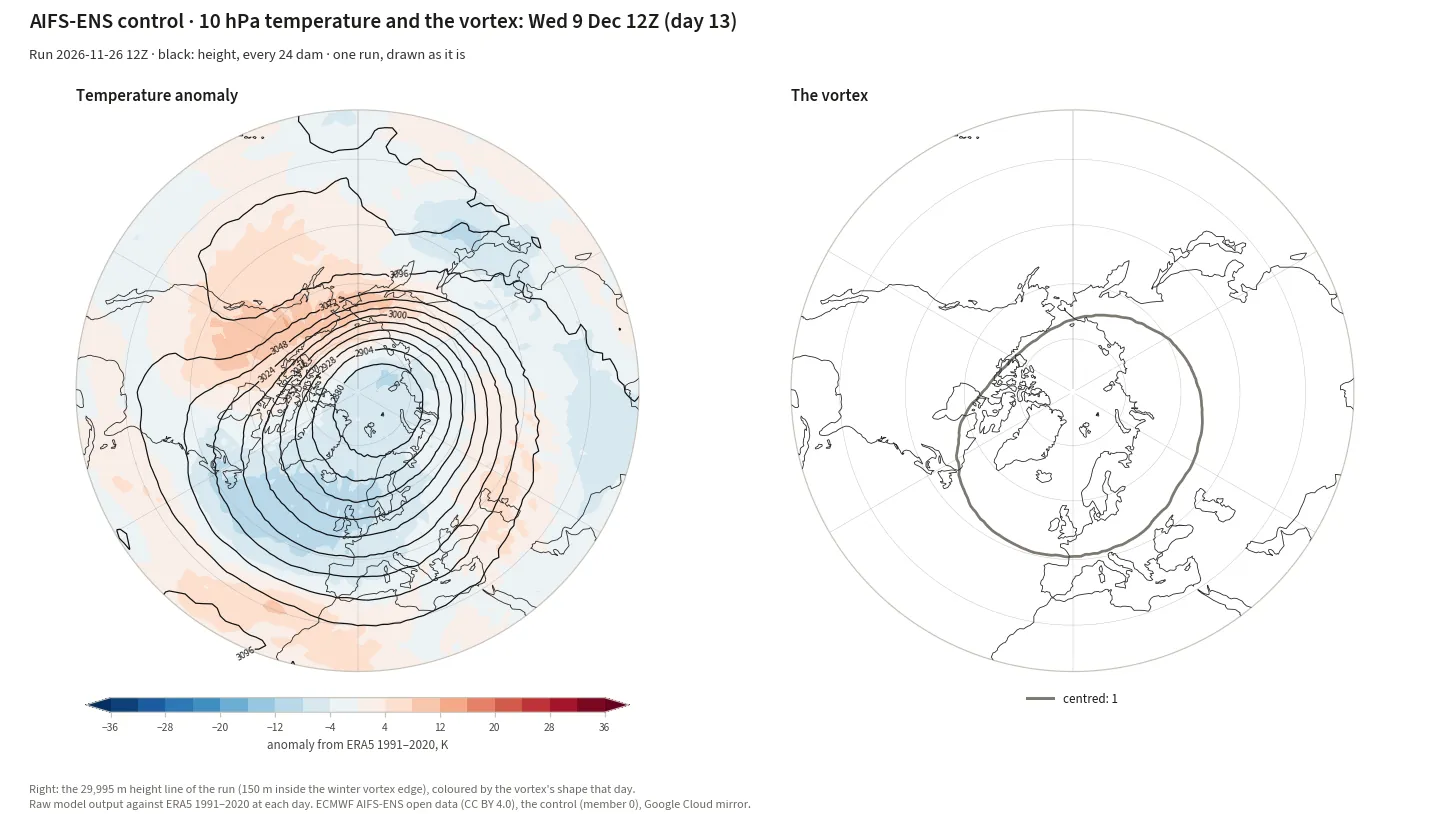 AIFS-ENS control · 10 hPa temperature and the vortex: Wed 9 Dec 12Z (day 13)
Run 2026-11-26 12Z · black: height, every 24 dam · one run, drawn as it is
Temperature anomaly
The vortex
3096
3072
3000
3048
2904
2928
3024
2880
3096
−36 −28 −20 −12 −4 4 12 20 28 36
anomaly from ERA5 1991–2020, K
centred: 1
Right: the 29,995 m height line of the run (150 m inside the winter vortex edge), coloured by the vortex's shape that day.
Raw model output against ERA5 1991–2020 at each day. ECMWF AIFS-ENS open data (CC BY 4.0), the control (member 0), Google Cloud mirror.